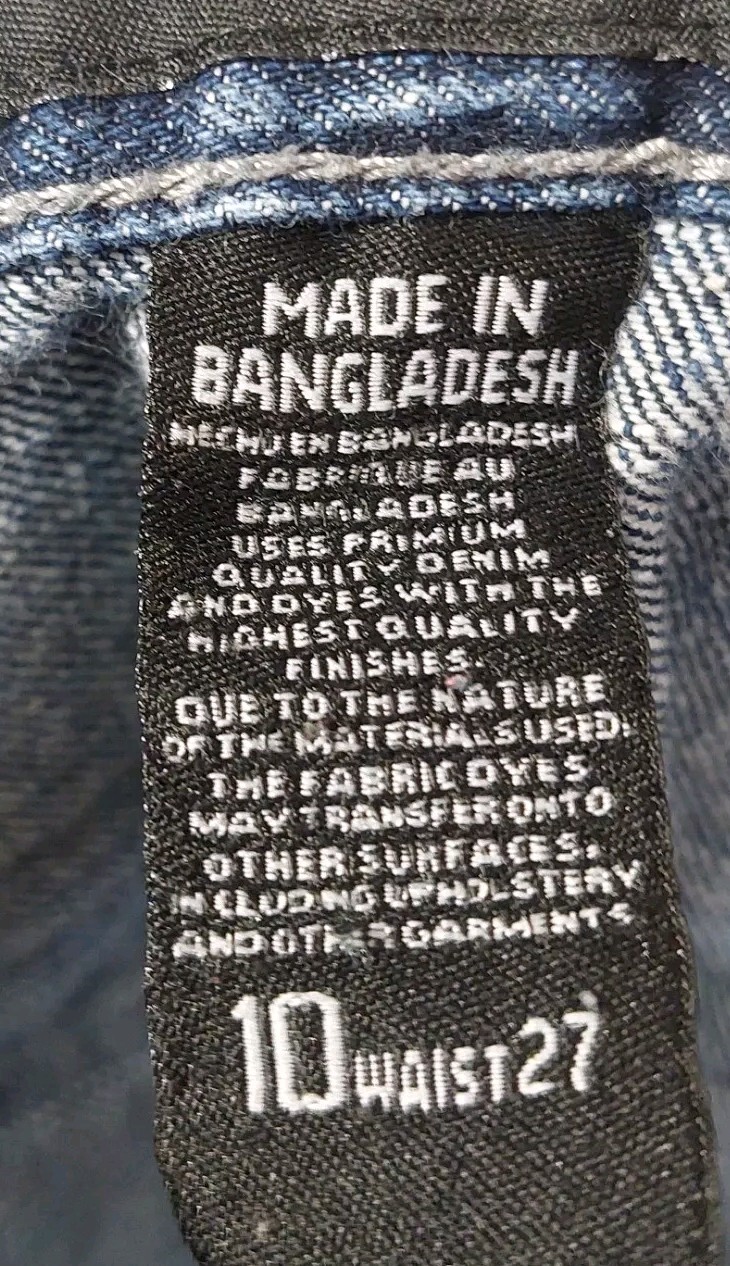 MADE IN
BANGLADESH
HECHO EN BANGLADESH
FABRIQUE AU
BANGLADESH
USES PRIMIUM
QUALITY DENIM
AND DYES WITH THE
HIGHEST QUALITY
FINISHES.
DUE TO THE NATURE
OF THE MATERIALS USED.
THE FABRIC DYES
MAY TRANSFER ONTO
OTHER SURFACES,
INCLUDING UPHOLSTERY
AND OTHER GARMENTS
10 WAIST 27